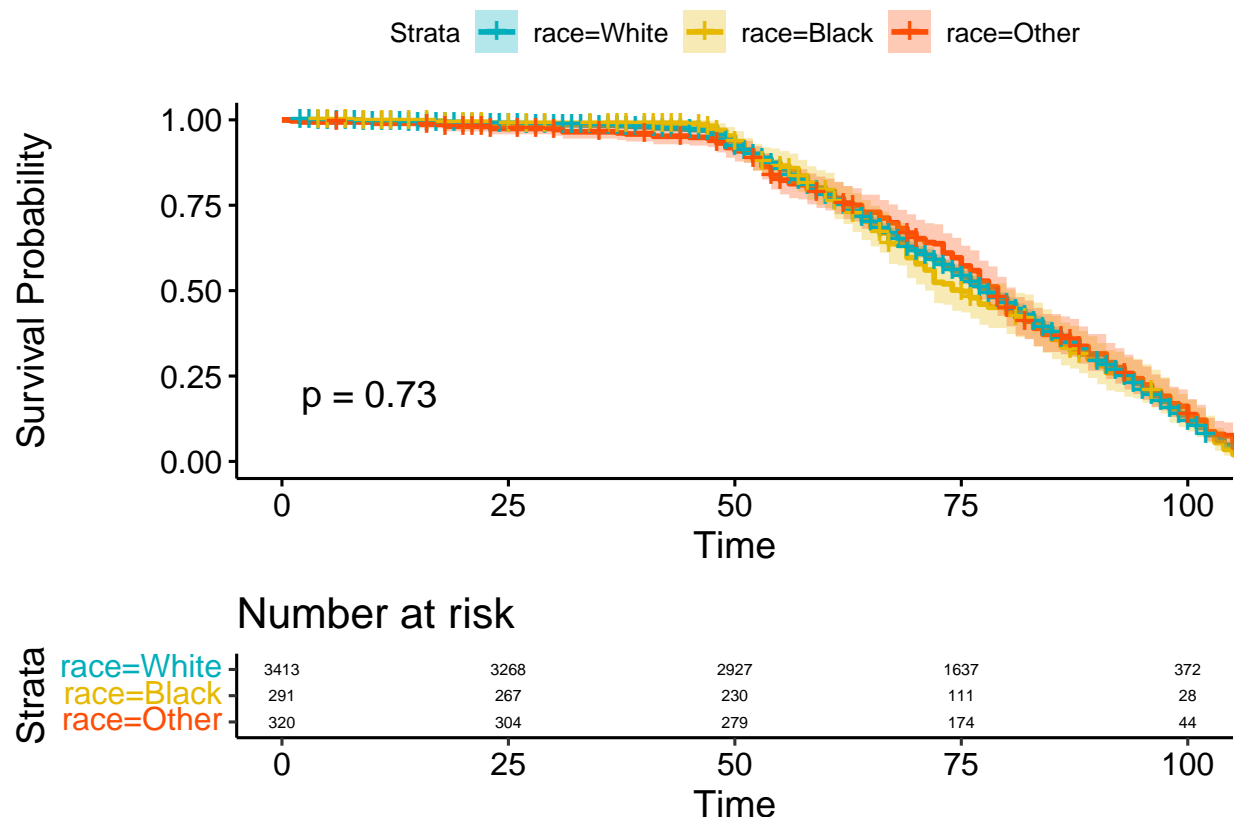 Strata race=White race=Black race=Other
Survival Probability
1.00
0.75
0.50
0.25
0.00
p = 0.73
0 25 50 75 100
Time
Number at risk
Strata
race=White 3413 3268 2927 1637 372
race=Black 291 267 230 111 28
race=Other 320 304 279 174 44
0 25 50 75 100
Time